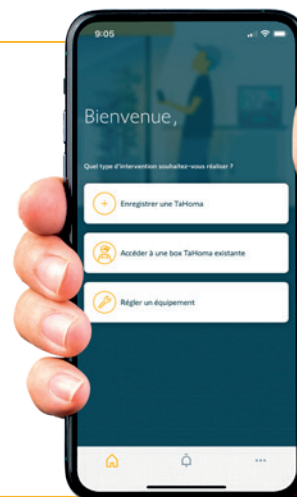 9:05
Bienvenue,
Quel type d'intervention souhaitez-vous réaliser ?
Enregistrer une TaHoma
Accéder à une box TaHoma existante
Régler un équipement